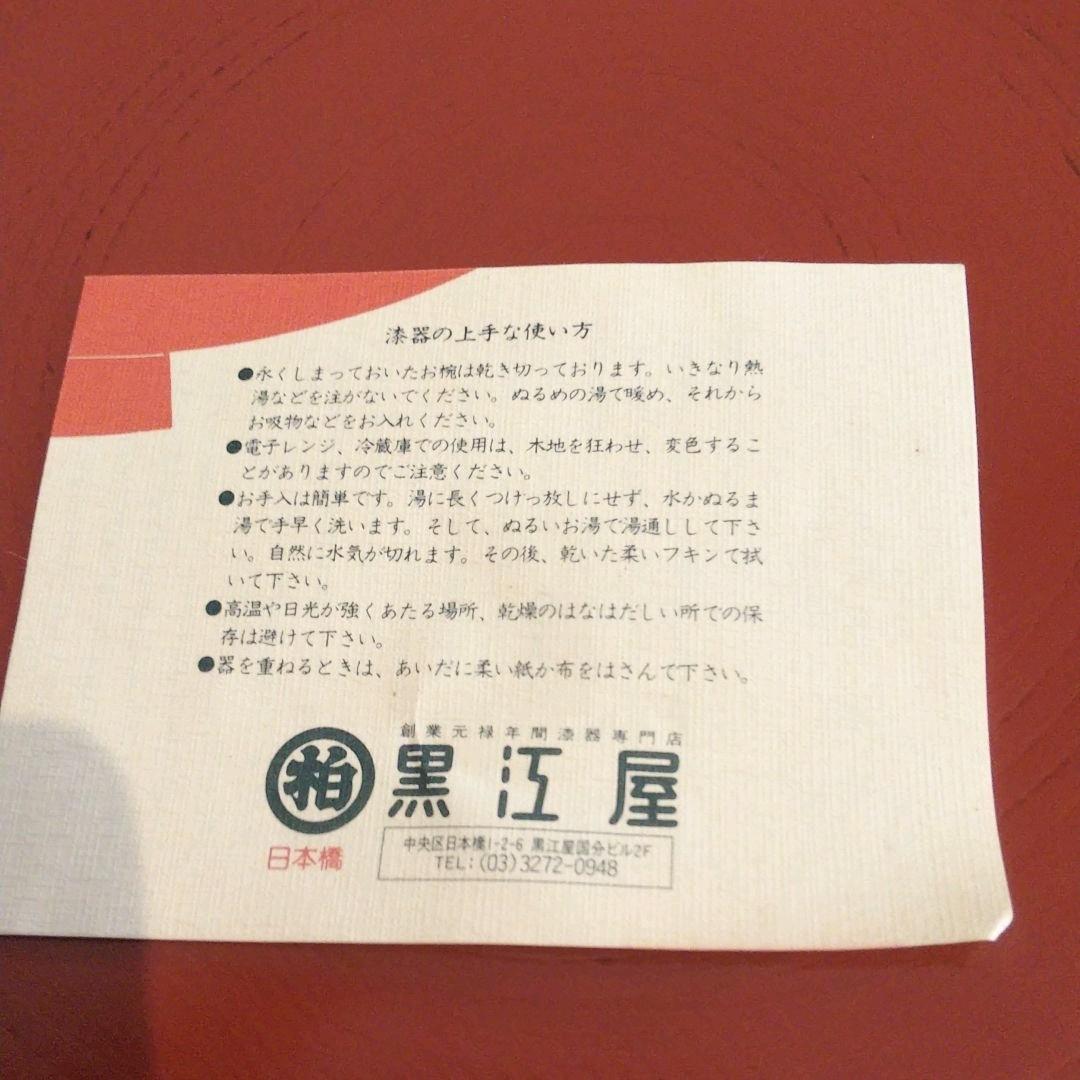 漆器の上手な使い方
●永くしまっておいたお椀は乾き切っております。いきなり熱
湯などを注がないでください。ぬるめの湯で暖め、それから
お吸物などをお入れください。
●電子レンジ、冷蔵庫での使用は、木地を狂わせ、変色するこ
とがありますのでご注意ください。
●お手入は簡単です。湯に長くつけっ放しにせず、水かぬるま
湯で手早く洗います。そして、ぬるいお湯で湯通しして下さ
い。自然に水気が切れます。その後、乾いた柔いフキンで拭
いて下さい。
●高温や日光が強くあたる場所、乾燥のはなはだしい所での保
存は避けて下さい。
●器を重ねるときは、あいだに柔い紙か布をはさんで下さい。
創業元禄年間漆器専門店
柏 黒江屋
日本橋
中央区日本橋1-2-6 黒江屋国分ビル2F
TEL:(03)3272-0948